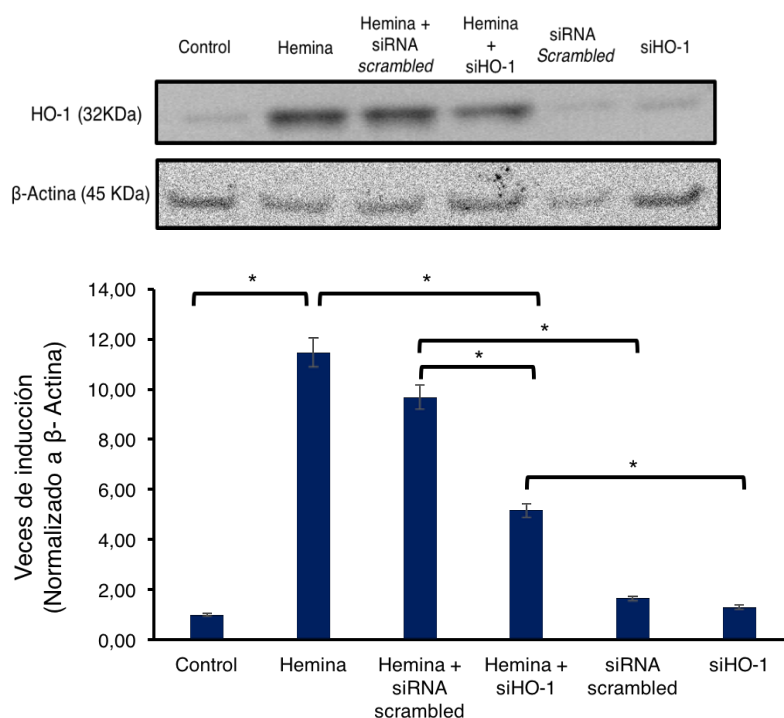 Control
Hemina
Hemina +
siRNA
scrambled
Hemina
+
siHO-1
siRNA
Scrambled
siHO-1
HO-1 (32KDa)
β-Actina (45 KDa)
Veces de inducción
(Normalizado a β- Actina)
14,00
12,00
10,00
8,00
6,00
4,00
2,00
0,00
*
*
*
*
*
Control
Hemina
Hemina +
siRNA
scrambled
Hemina +
siHO-1
siRNA
scrambled
siHO-1